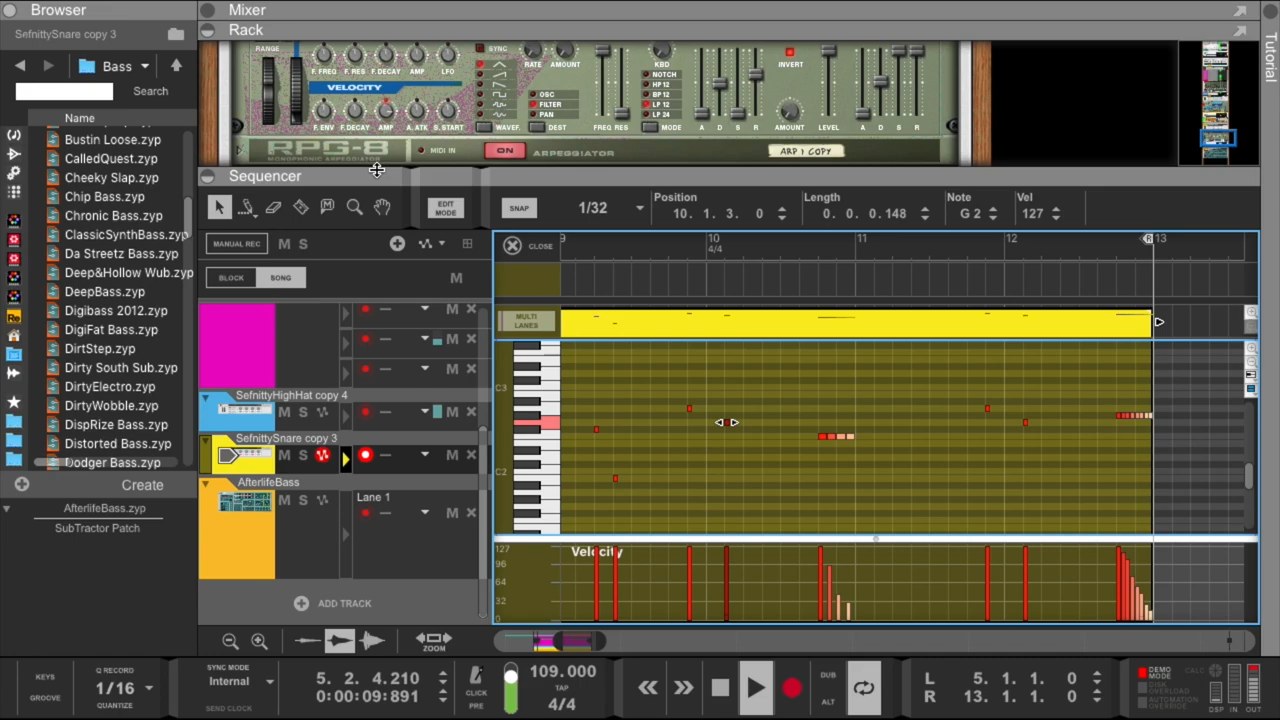 Browser
Mixer
Rack
SefnittySnare copy 3
Bass
Search
Name
Bustin Loose.zyp
CalledQuest.zyp
Cheeky Slap.zyp
Chip Bass.zyp
Chronic Bass.zyp
ClassicSynthBass.zyp
Da Streetz Bass.zyp
Deep&Hollow Wub.zyp
DeepBass.zyp
Digibass 2012.zyp
DigiFat Bass.zyp
DirtStep.zyp
Dirty South Sub.zyp
DirtyElectro.zyp
DirtyWobble.zyp
DispRize Bass.zyp
Distorted Bass.zyp
Dodger Bass.zyp
Create
AfterlifeBass.zyp
SubTractor Patch
RANGE
F. FREQ F. RES F.DECAY AMP LFO
VELOCITY
F. ENV F.DECAY AMP A. ATK S. START
SYNC
RATE AMOUNT
OSC
FILTER
PAN
WAVEF. DEST
FREQ RES
KBD
NOTCH
HP 12
BP 12
LP 12
LP 24
MODE
A D S R
INVERT
AMOUNT LEVEL
A D S R
RPG-8
MONOPHONIC ARPEGGIATOR
MIDI IN
ON
ARPEGGIATOR
ARP 1 COPY
Tutorial
Sequencer
EDIT MODE
SNAP
1/32
Position
10. 1. 3. 0
Length
0. 0. 0.148
Note
G 2
Vel
127
MANUAL REC
M S
BLOCK
SONG
M
CLOSE
9 10 11 12 R 13
4/4
MULTI LANES
M
M
M
SefnittyHighHat copy 4
M S
M
SefnittySnare copy 3
M S
M
AfterlifeBass
M S
Lane 1
M
ADD TRACK
C3
C2
Velocity
127
96
64
32
0
ZOOM
KEYS
GROOVE
Q RECORD
1/16
QUANTIZE
SYNC MODE
Internal
SEND CLOCK
5. 2. 4.210
0:00:09:891
CLICK
PRE
109.000
TAP
4/4
DUB
ALT
L 5. 1. 1. 0
R 13. 1. 1. 0
DEMO MODE
DISK OVERLOAD
AUTOMATION OVERRIDE
CALC
DSP IN OUT